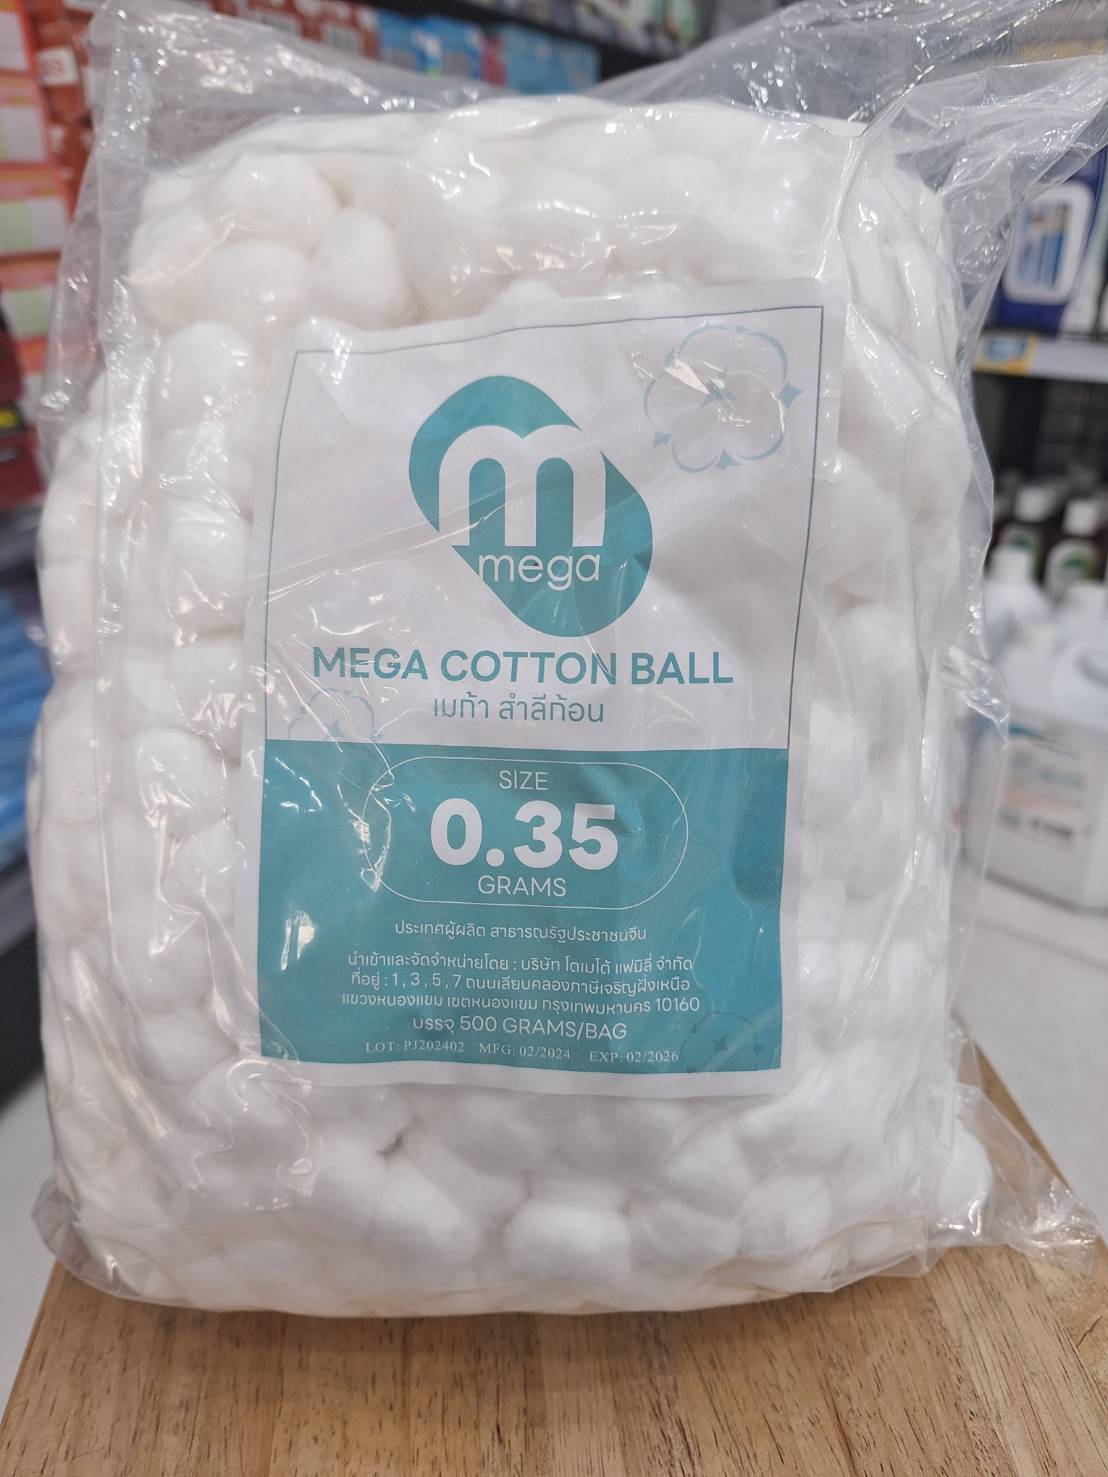 m
mega
MEGA COTTON BALL
เมก้า สำลีก้อน
SIZE
0.35
GRAMS
ประเทศผู้ผลิต สาธารณรัฐประชาชนจีน
นำเข้าและจัดจำหน่ายโดย : บริษัท โตเมโต้ แฟมิลี่ จำกัด
ที่อยู่ : 1 , 3 , 5 , 7 ถนนเลียบคลองภาษีเจริญฝั่งเหนือ
แขวงหนองแขม เขตหนองแขม กรุงเทพมหานคร 10160
บรรจุ 500 GRAMS/BAG
LOT: PJ202402 MFG: 02/2024 EXP: 02/2026